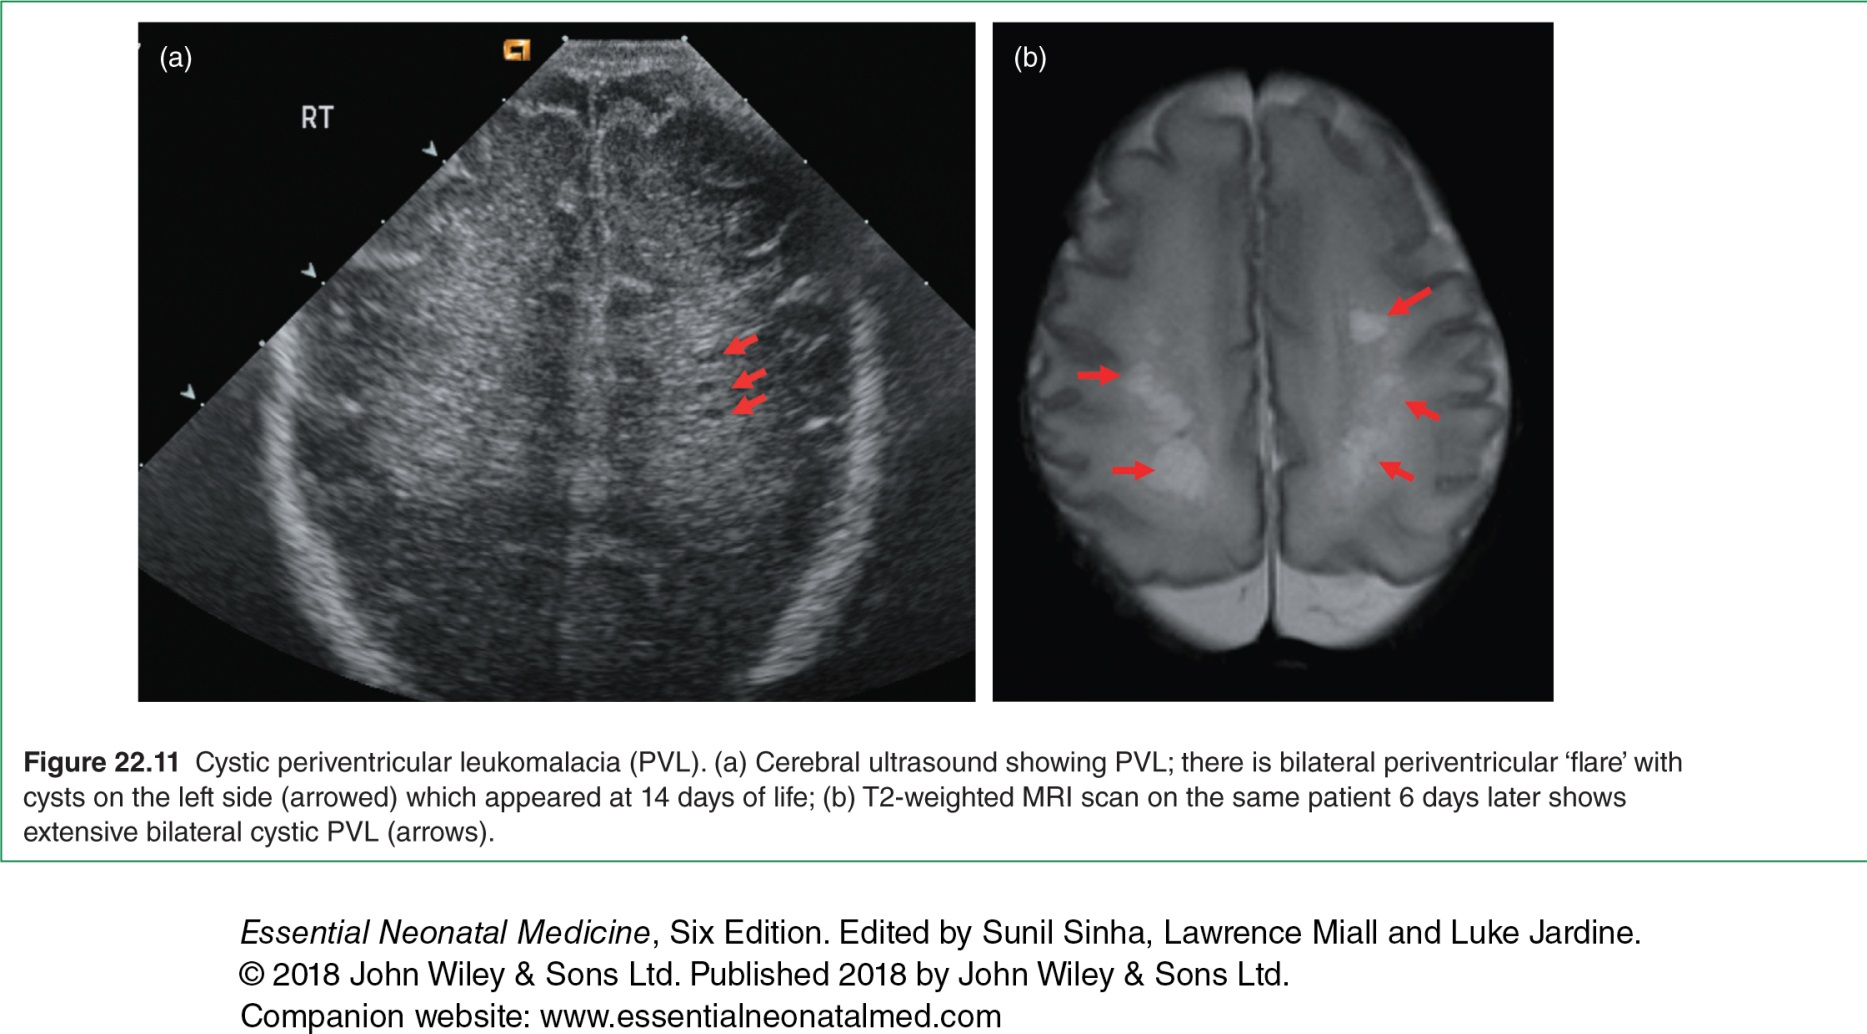 (a)
RT
(b)
Figure 22.11 Cystic periventricular leukomalacia (PVL). (a) Cerebral ultrasound showing PVL; there is bilateral periventricular ‘flare’ with
cysts on the left side (arrowed) which appeared at 14 days of life; (b) T2-weighted MRI scan on the same patient 6 days later shows
extensive bilateral cystic PVL (arrows).
Essential Neonatal Medicine, Six Edition. Edited by Sunil Sinha, Lawrence Miall and Luke Jardine.
© 2018 John Wiley & Sons Ltd. Published 2018 by John Wiley & Sons Ltd.
Companion website: www.essentialneonatalmed.com